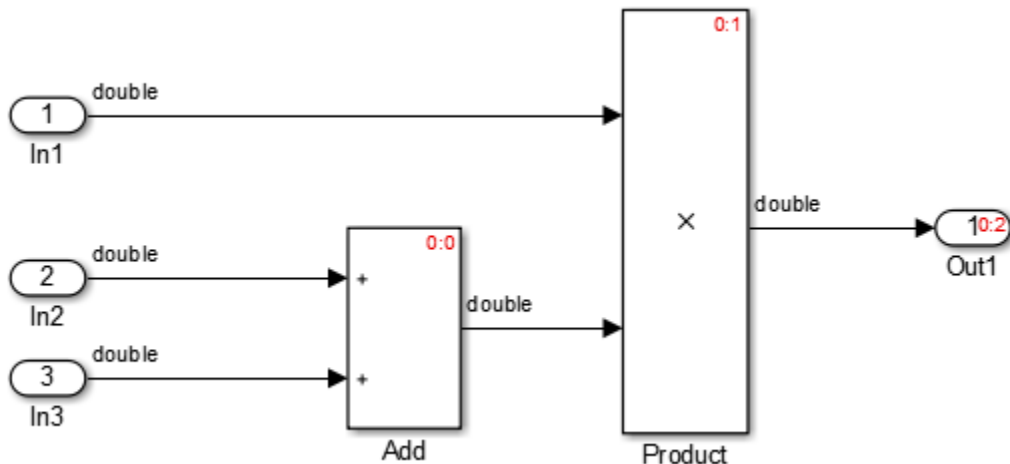 0:1
double
1
In1
×
double
1 0:2
Out1
0:0
double
2
+
In2
double
double
3
+
In3
Add
Product